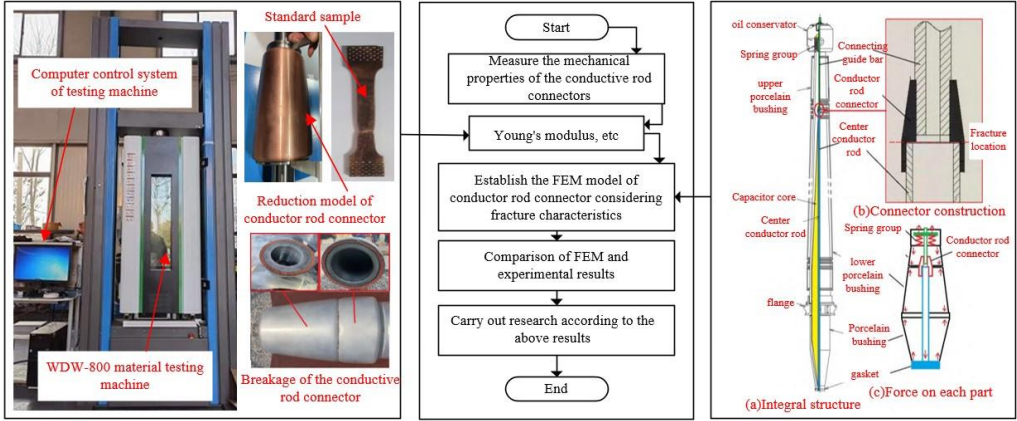 Standard sample
Computer control system
of testing machine
Reduction model of
conductor rod connector
WDW-800 material testing
machine
Breakage of the conductive
rod connector
Start
Measure the mechanical
properties of the conductive rod
connectors
Young's modulus, etc
Establish the FEM model of
conductor rod connector considering
fracture characteristics
Comparison of FEM and
experimental results
Carry out research according to the
above results
End
oil conservator
Spring group
upper
porcelain
bushing
Connecting
guide bar
Conductor
rod
connector
Center
conductor
rod
Fracture
location
(b)Connector construction
Capacitor core
Center
conductor rod
lower
porcelain
bushing
flange
Porcelain
bushing
gasket
(a)Integral structure
Spring group
Conductor rod
connector
(c)Force on each part